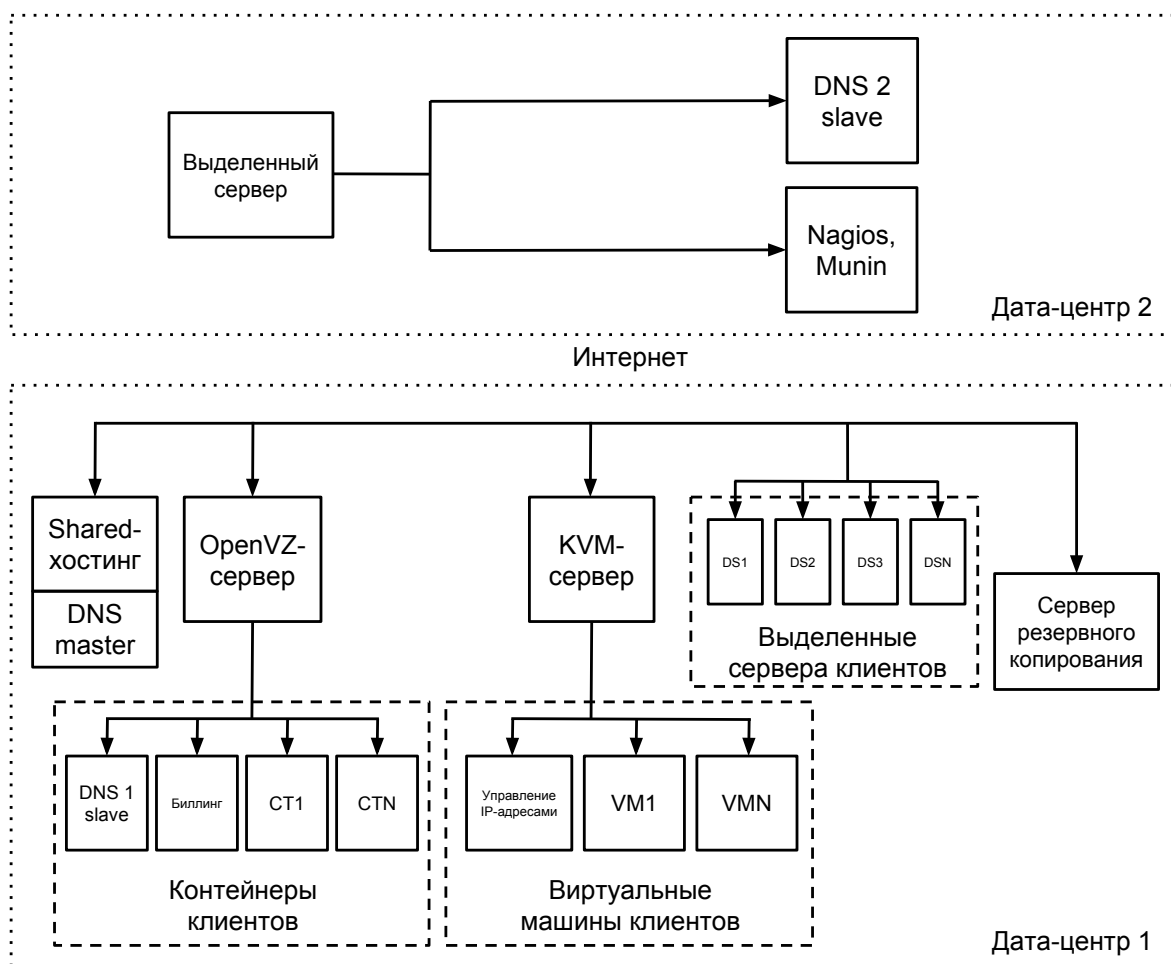 DNS 2
slave
Выделенный
сервер
Nagios,
Munin
Дата-центр 2
Интернет
Shared-
хостинг
DNS
master
OpenVZ-
сервер
KVM-
сервер
DS1
DS2
DS3
DSN
Выделенные
сервера клиентов
Сервер
резервного
копирования
DNS 1
slave
Биллинг
CT1
CTN
Контейнеры
клиентов
Управление
IP-адресами
VM1
VMN
Виртуальные
машины клиентов
Дата-центр 1